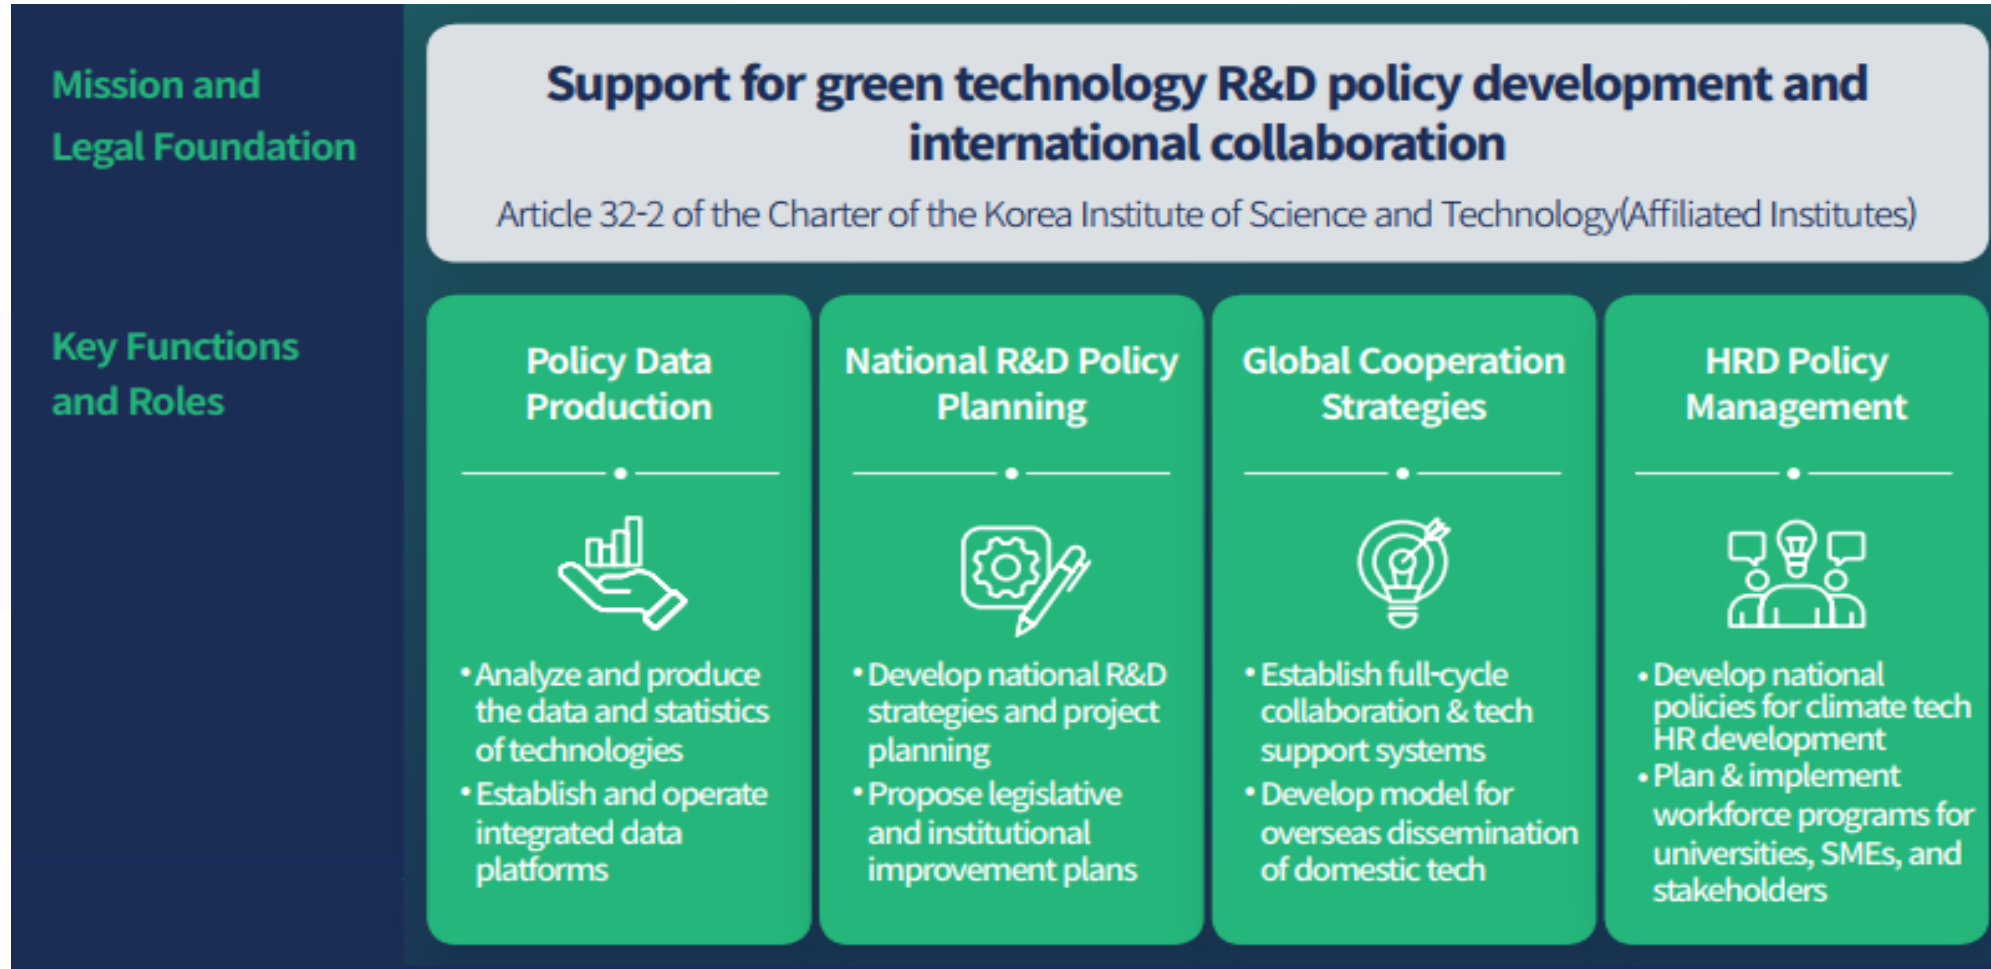 Mission and
Legal Foundation
Support for green technology R&D policy development and
international collaboration
Article 32-2 of the Charter of the Korea Institute of Science and Technology(Affiliated Institutes)
Key Functions
and Roles
Policy Data
Production
• Analyze and produce
the data and statistics
of technologies
• Establish and operate
integrated data
platforms
National R&D Policy
Planning
• Develop national R&D
strategies and project
planning
• Propose legislative
and institutional
improvement plans
Global Cooperation
Strategies
• Establish full-cycle
collaboration & tech
support systems
• Develop model for
overseas dissemination
of domestic tech
HRD Policy
Management
• Develop national
policies for climate tech
HR development
• Plan & implement
workforce programs for
universities, SMEs, and
stakeholders